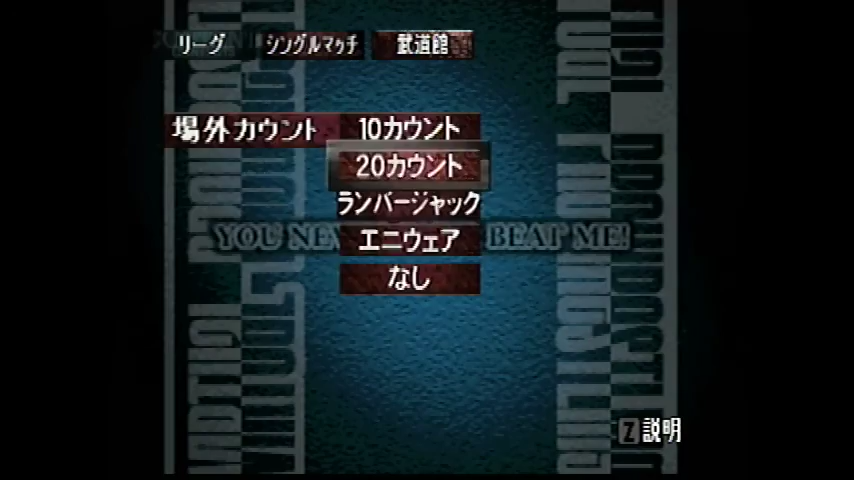 リーグ シングルマッチ 武道館
場外カウント 10カウント
20カウント
ランバージャック
YOU NE エニウェア BEAT ME!
なし
Z 説明